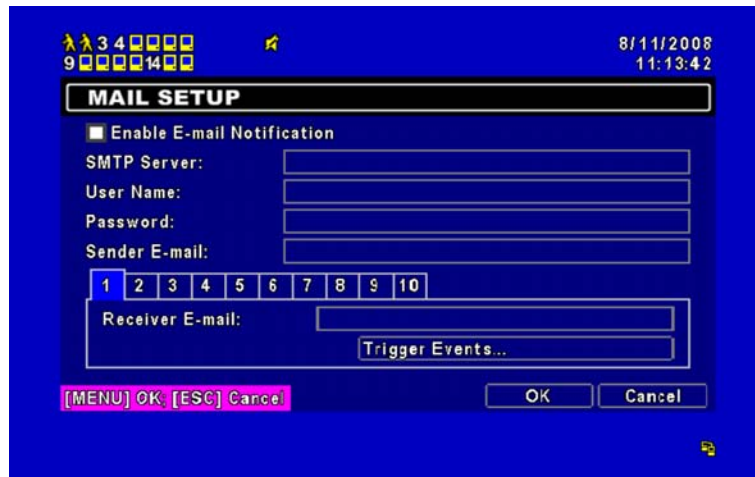 3 4
8/11/2008
9 14
11:13:42
MAIL SETUP
Enable E-mail Notification
SMTP Server:
User Name:
Password:
Sender E-mail:
1 2 3 4 5 6 7 8 9 10
Receiver E-mail:
Trigger Events...
[MENU] OK; [ESC] Cancel
OK Cancel